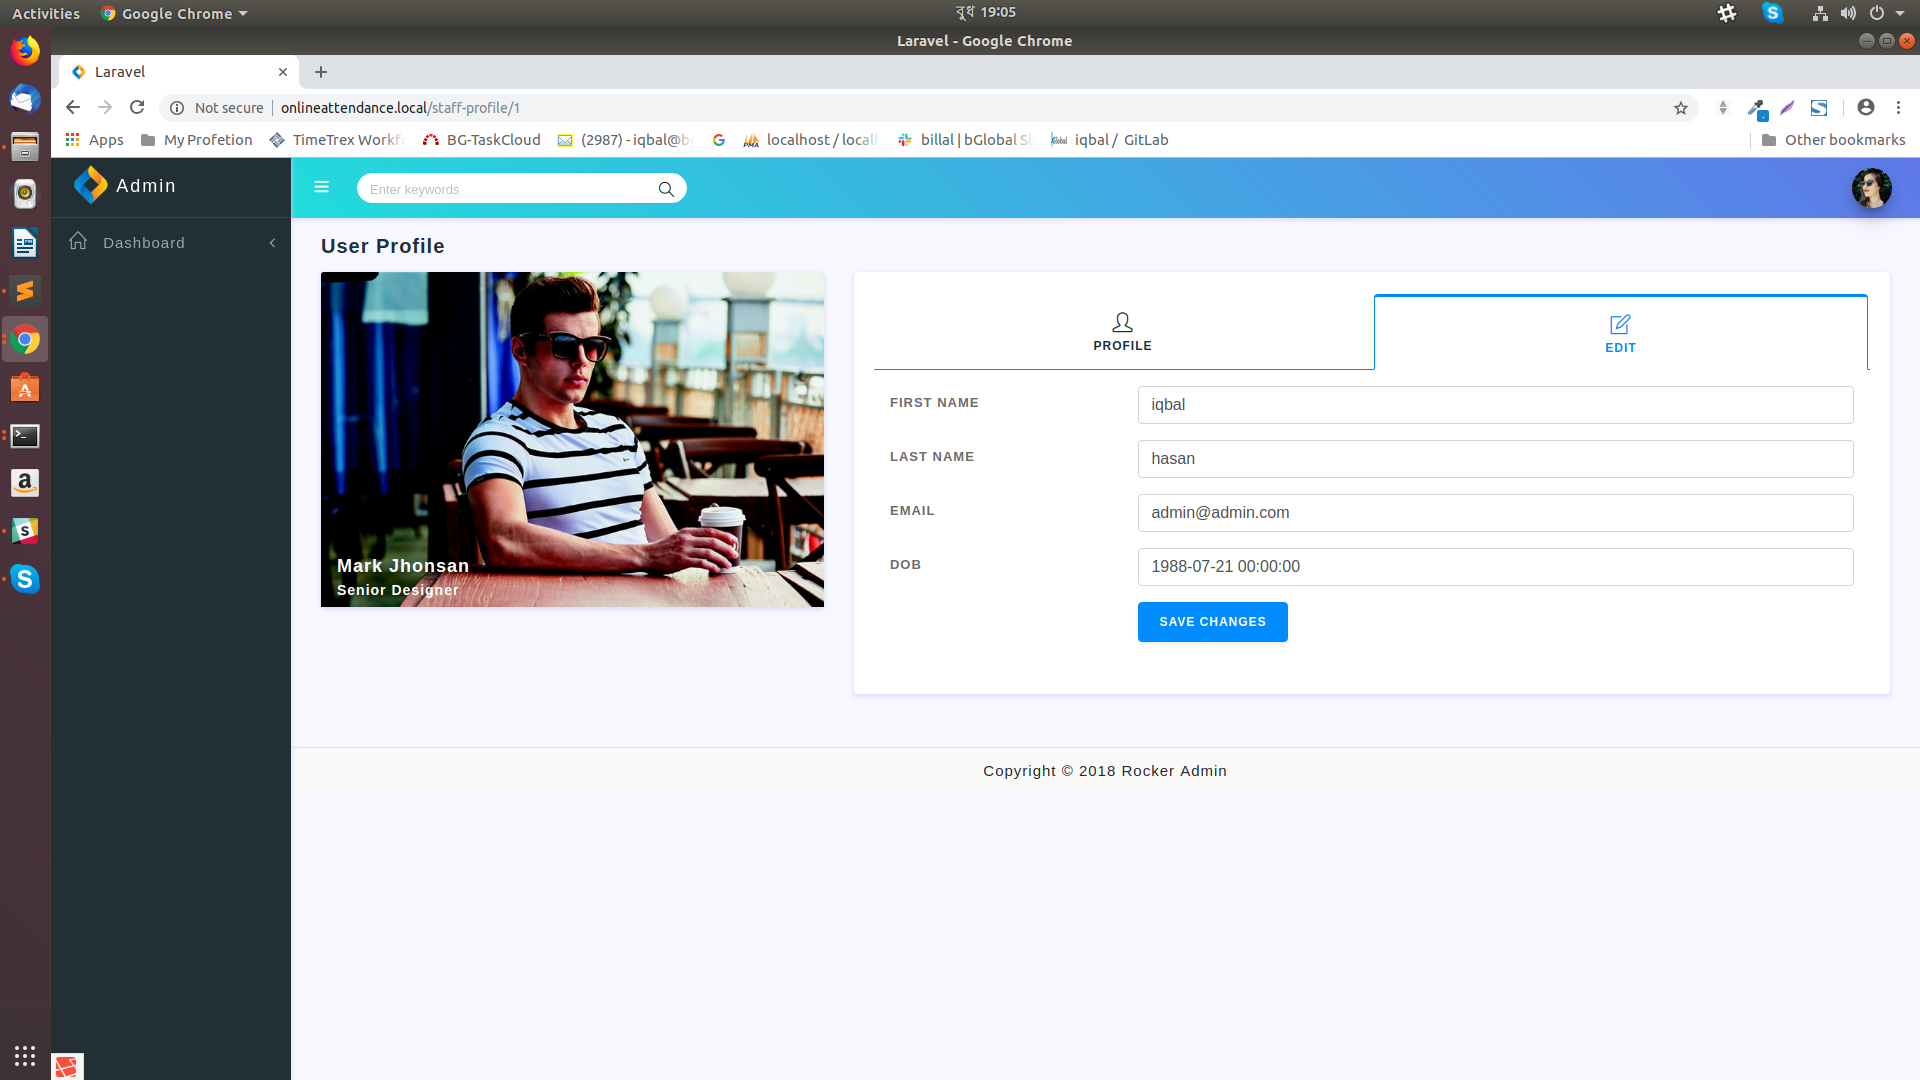 Activities Google Chrome বুধ 19:05
Laravel - Google Chrome
Laravel
Not secure onlineattendance.local/staff-profile/1
Apps My Profetion TimeTrex Workf BG-TaskCloud (2987) - iqbal@b localhost / local billal | bGlobal S iqbal / GitLab Other bookmarks
Admin Enter keywords
Dashboard
User Profile
PROFILE EDIT
FIRST NAME iqbal
LAST NAME hasan
EMAIL admin@admin.com
DOB 1988-07-21 00:00:00
Mark Jhonsan
Senior Designer
SAVE CHANGES
Copyright © 2018 Rocker Admin